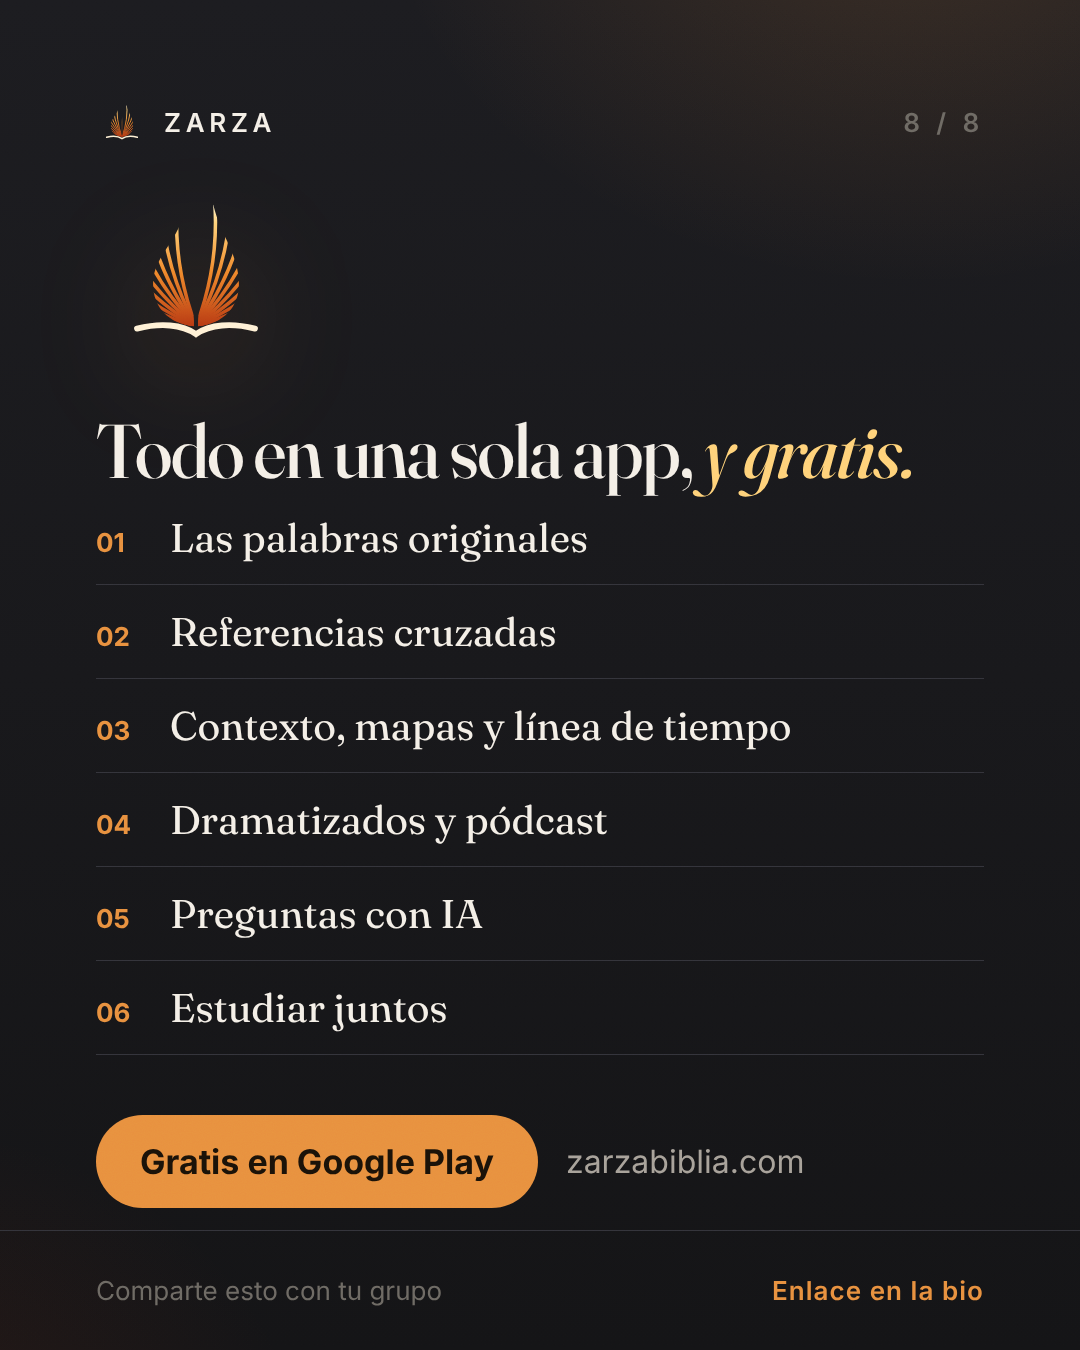 ZARZA
8 / 8
Todo en una sola app, y gratis.
01 Las palabras originales
02 Referencias cruzadas
03 Contexto, mapas y línea de tiempo
04 Dramatizados y pódcast
05 Preguntas con IA
06 Estudiar juntos
Gratis en Google Play
zarzabiblia.com
Comparte esto con tu grupo
Enlace en la bio